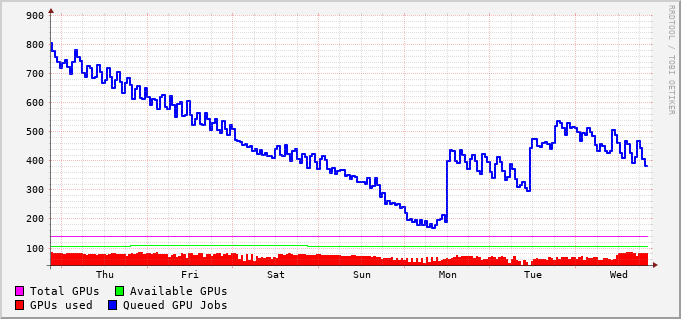 900
800
700
600
500
400
300
200
100
Thu Fri Sat Sun Mon Tue Wed
Total GPUs Available GPUs
GPUs used Queued GPU Jobs
RRDTOOL / TOBI OETIKER